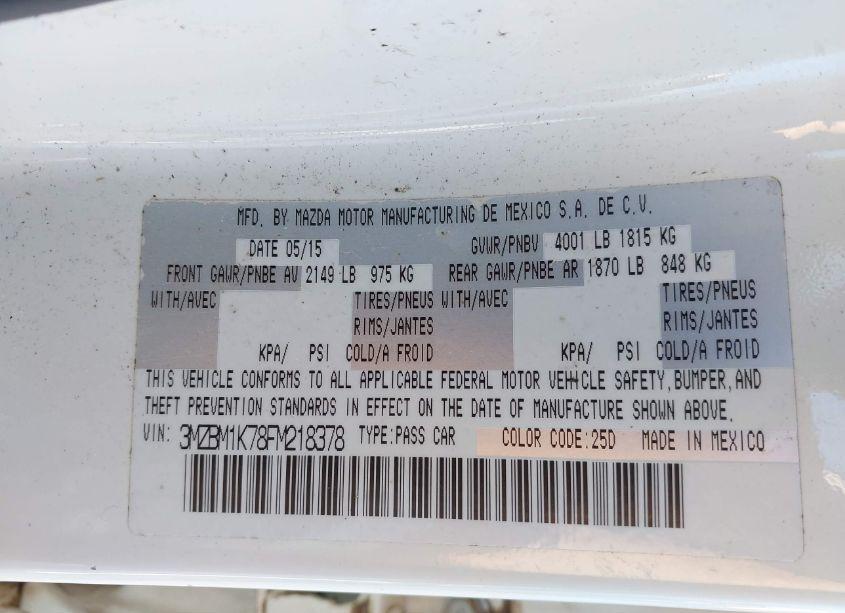 MFD. BY MAZDA MOTOR MANUFACTURING DE MEXICO S.A. DE C.V.
DATE 05/15 GVWR/PNBV 4001 LB 1815 KG
FRONT GAWR/PNBE AV 2149 LB 975 KG REAR GAWR/PNBE AR 1870 LB 848 KG
WITH/AVEC TIRES/PNEUS WITH/AVEC TIRES/PNEUS
RIMS/JANTES RIMS/JANTES
KPA/ PSI COLD/A FROID KPA/ PSI COLD/A FROID
THIS VEHICLE CONFORMS TO ALL APPLICABLE FEDERAL MOTOR VEHICLE SAFETY, BUMPER, AND
THEFT PREVENTION STANDARDS IN EFFECT ON THE DATE OF MANUFACTURE SHOWN ABOVE.
VIN: 3MZBM1K78FM218378 TYPE:PASS CAR COLOR CODE:25D MADE IN MEXICO